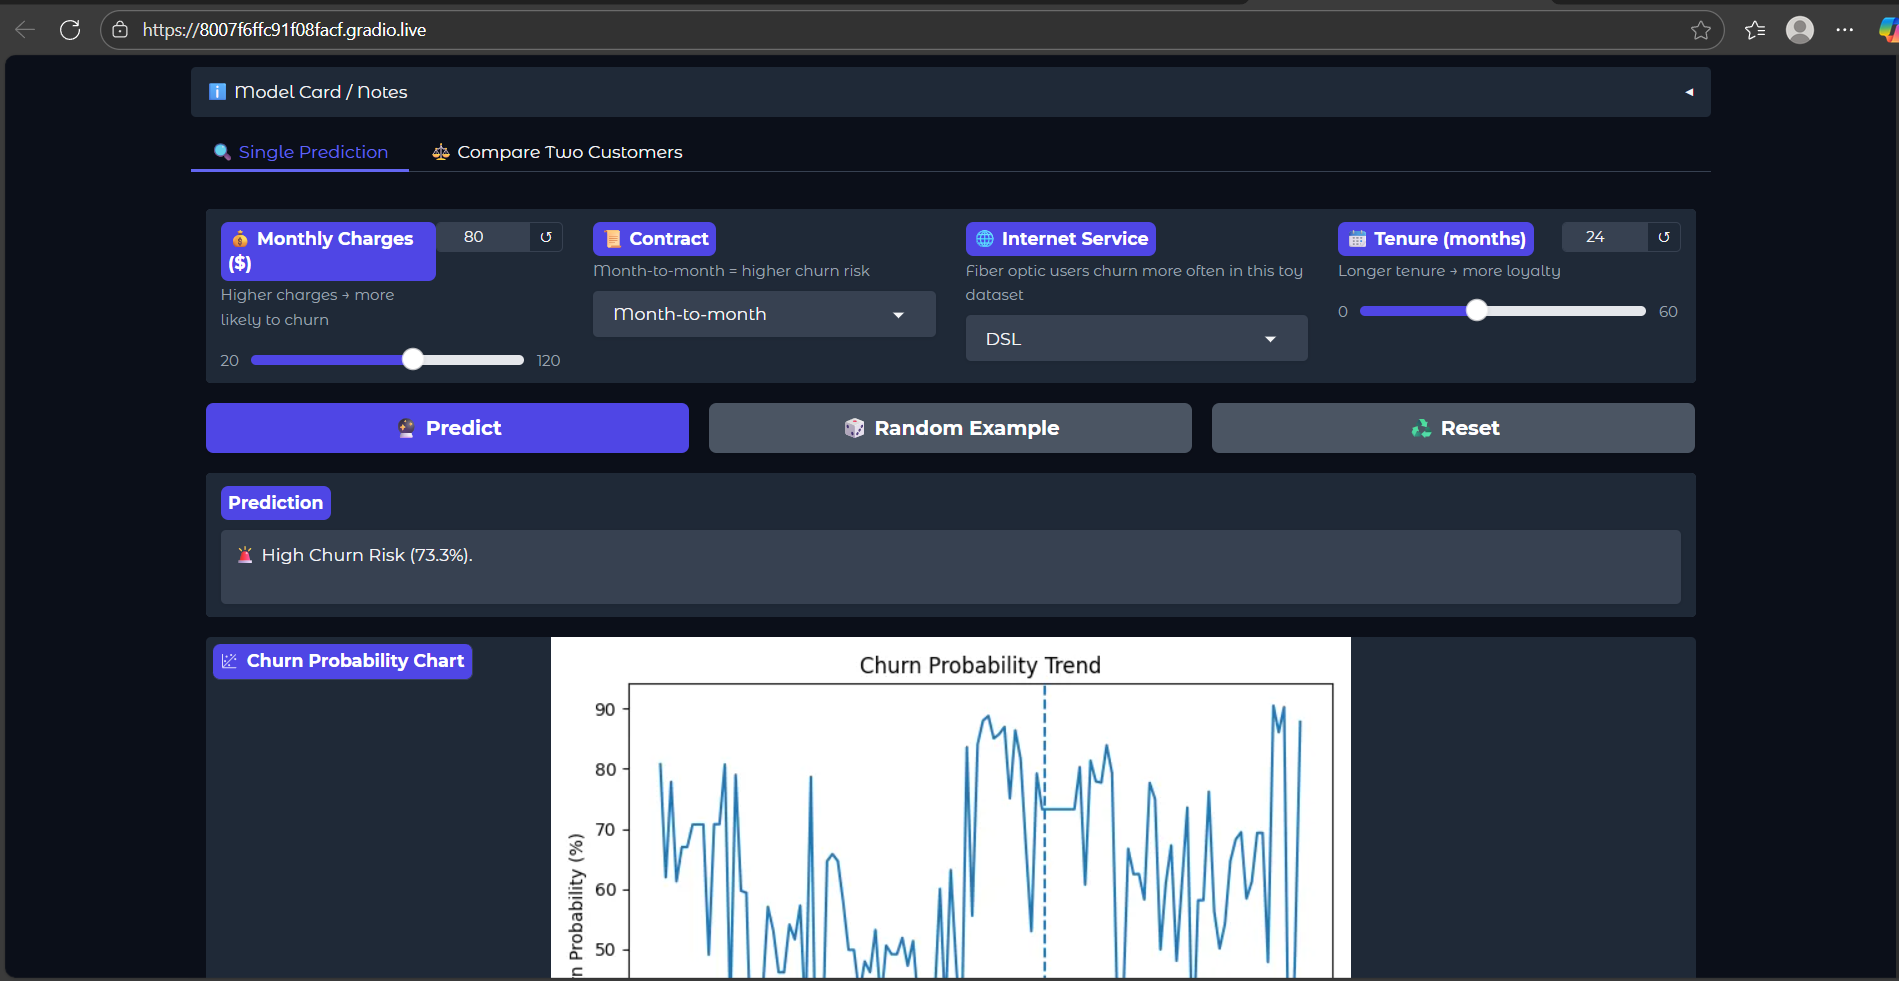 https://8007f6ffc91f08facf.gradio.live
ℹ️ Model Card / Notes
🔍 Single Prediction
⚖️ Compare Two Customers
💰 Monthly Charges
($)
80
Higher charges → more
likely to churn
20
120
📜 Contract
Month-to-month = higher churn risk
Month-to-month
🌐 Internet Service
Fiber optic users churn more often in this toy
dataset
DSL
📅 Tenure (months)
24
Longer tenure → more loyalty
0
60
🔮 Predict
🎲 Random Example
♻️ Reset
Prediction
🚨 High Churn Risk (73.3%).
Churn Probability Chart
Churn Probability Trend
90
80
70
60
50
n Probability (%)